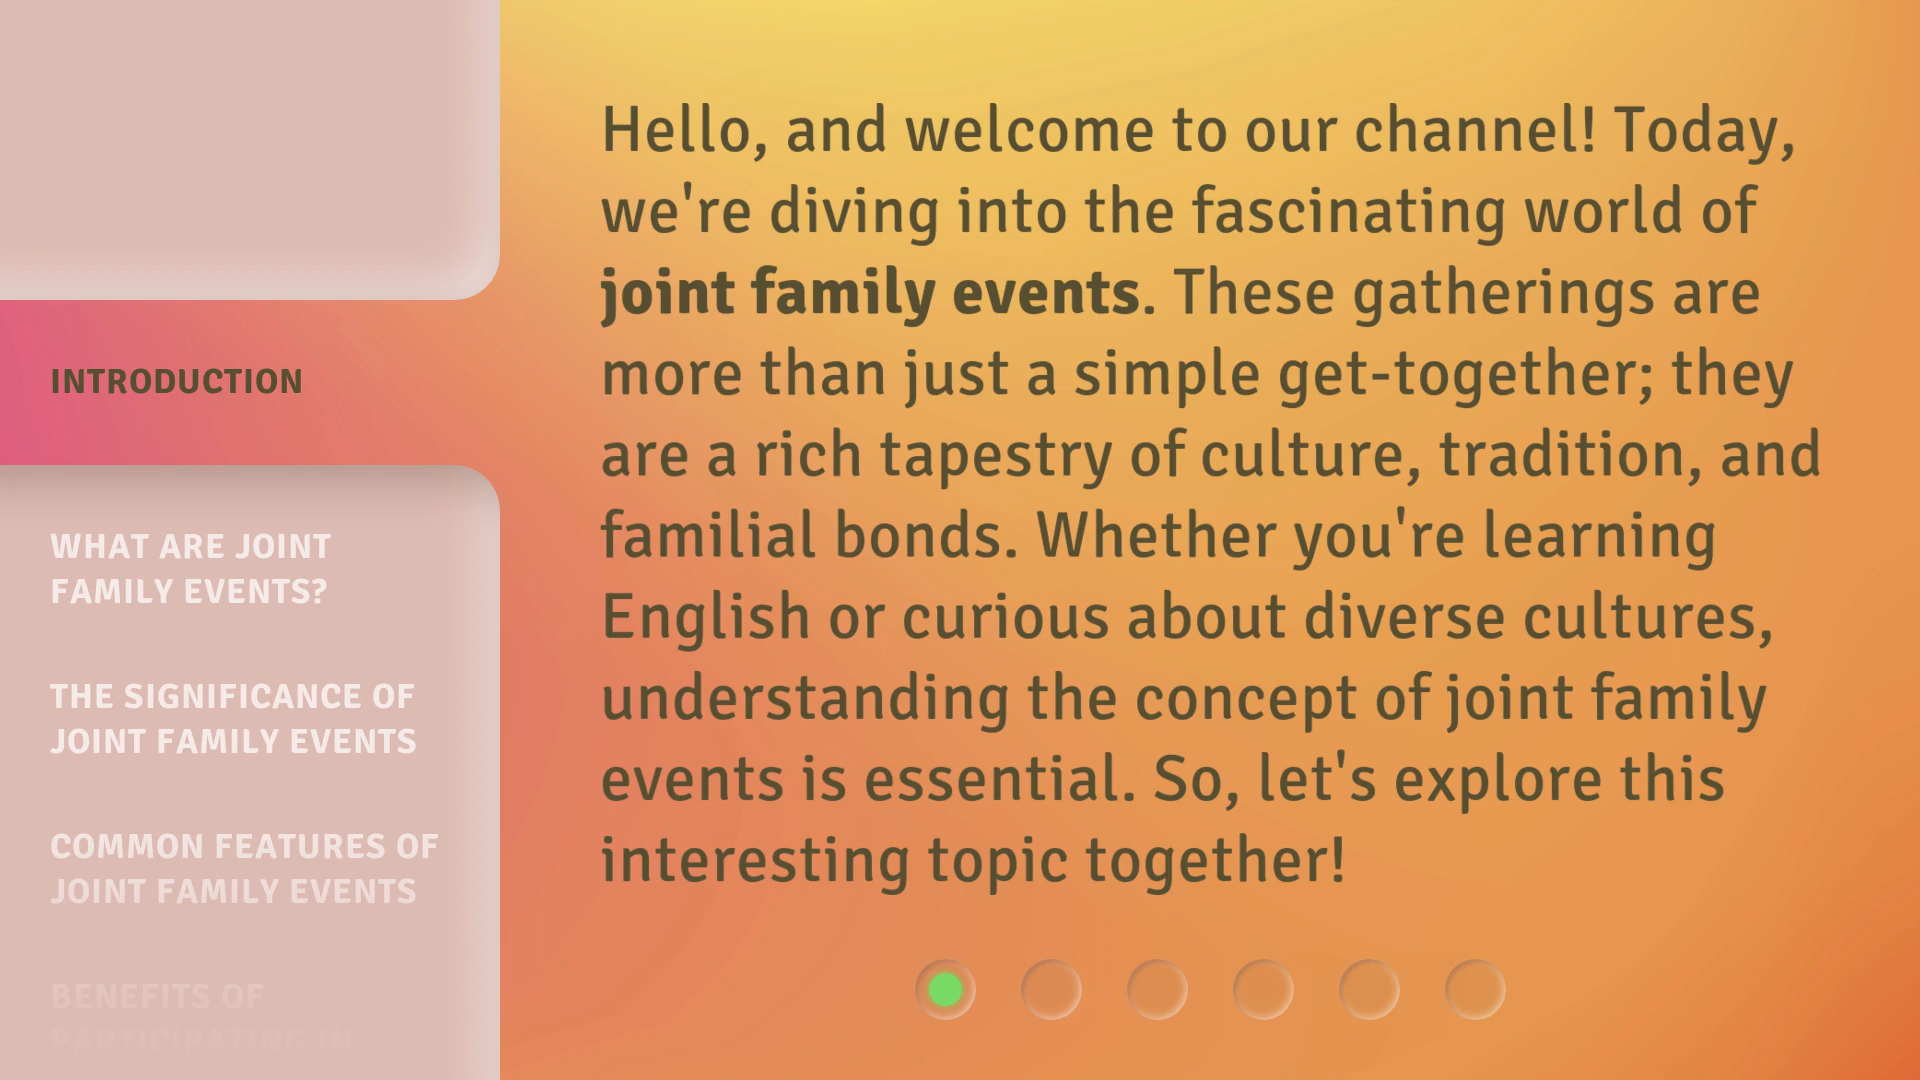 INTRODUCTION
WHAT ARE JOINT
FAMILY EVENTS?
THE SIGNIFICANCE OF
JOINT FAMILY EVENTS
COMMON FEATURES OF
JOINT FAMILY EVENTS
BENEFITS OF
PARTICIPATING IN
Hello, and welcome to our channel! Today,
we're diving into the fascinating world of
joint family events. These gatherings are
more than just a simple get-together; they
are a rich tapestry of culture, tradition, and
familial bonds. Whether you're learning
English or curious about diverse cultures,
understanding the concept of joint family
events is essential. So, let's explore this
interesting topic together!